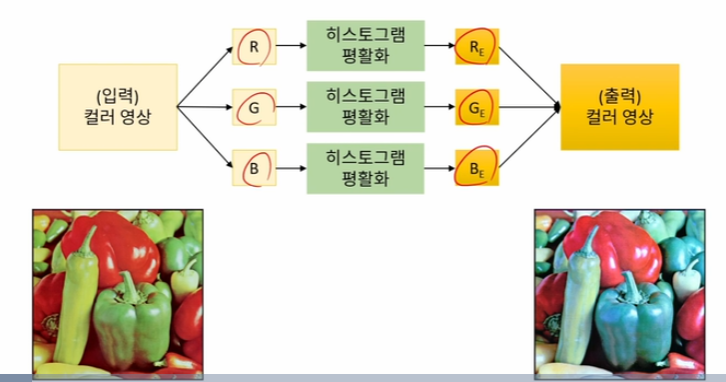 (입력)
컬러 영상
R
히스토그램
평활화
R_E
G
히스토그램
평활화
G_E
B
히스토그램
평활화
B_E
(출력)
컬러 영상